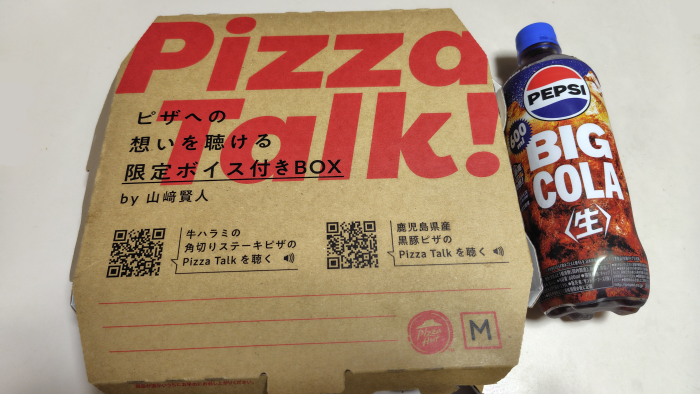 Pizza
Talk!
ピザへの
想いを聴ける
限定ボイス付きBOX
by 山﨑賢人
牛ハラミの
角切りステーキピザの
Pizza Talk を聴く
鹿児島県産
黒豚ピザの
Pizza Talk を聴く
Pizza
Hut
M
PEPSI
600
BIG
COLA
〈生〉